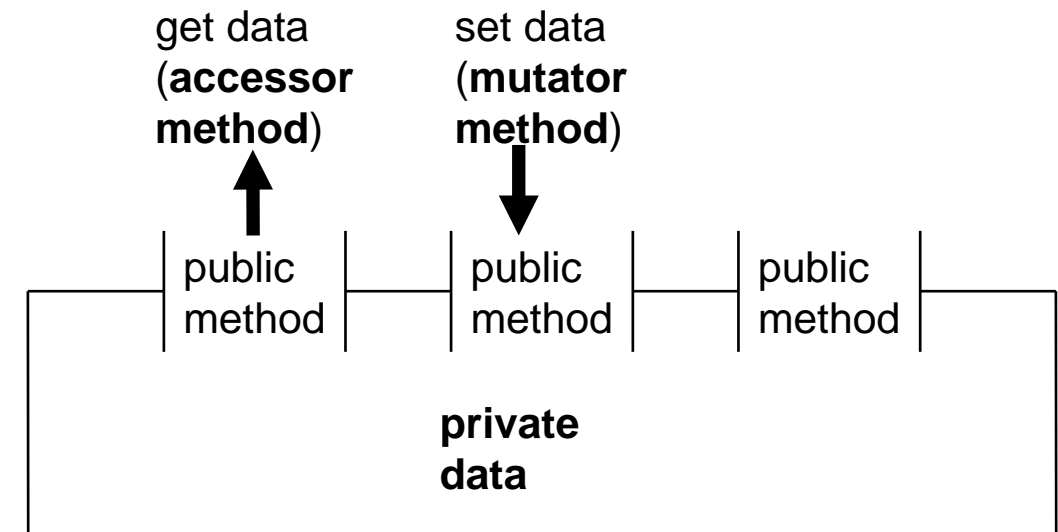 get data
(accessor
method)
set data
(mutator
method)
public
method
public
method
public
method
private
data